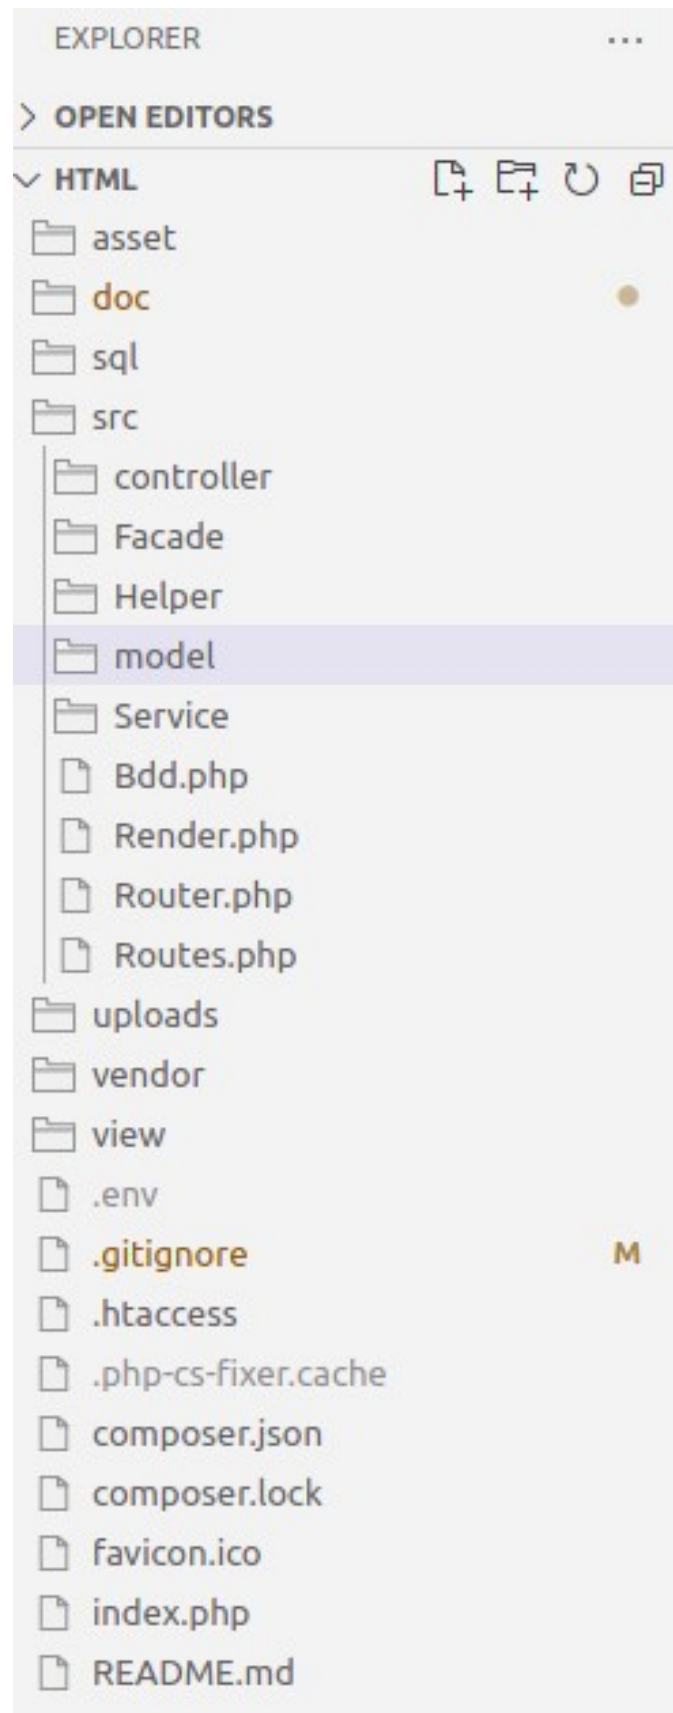 EXPLORER ...
OPEN EDITORS
HTML
asset
doc
sql
src
controller
Facade
Helper
model
Service
Bdd.php
Render.php
Router.php
Routes.php
uploads
vendor
view
.env
.gitignore M
.htaccess
.php-cs-fixer.cache
composer.json
composer.lock
favicon.ico
index.php
README.md